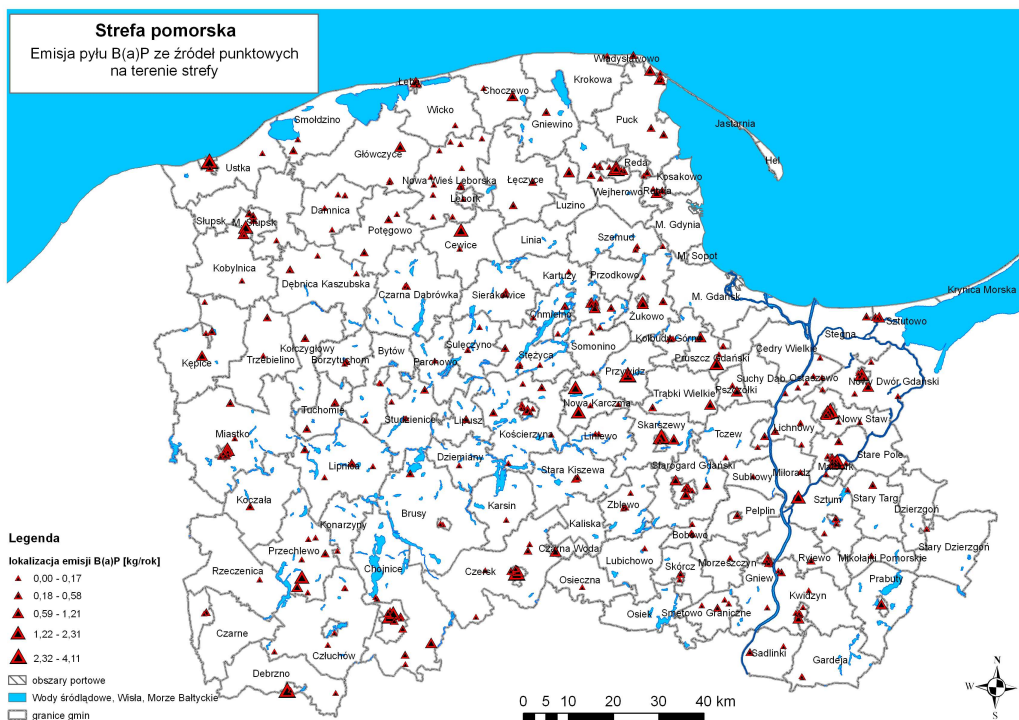 Strefa pomorska
Emisja pyłu B(a)P ze źródeł punktowych
na terenie strefy
Władysławowo
Łeba
Choczewo
Krokowa
Wicko
Gniewino
Puck
Smołdzino
Jastarnia
Główczyce
Hel
Ustka
Reda
Nowa Wieś Lęborska
Łęczyce
Kosakowo
Wejherowo
Rumia
Lębork
Damnica
Luzino
Słupsk
M. Słupsk
M. Gdynia
Potęgowo
Szemud
Cewice
Linia
M. Sopot
Kobylnica
Kartuzy
Przodkowo
Dębnica Kaszubska
Krynica Morska
Czarna Dąbrówka
Sierakowice
M. Gdańsk
Chmielno
Żukowo
Sztutowo
Stegna
Kolbudy Górne
Sulęczyno
Somonino
Kołczygłowy
Cedry Wielkie
Bytów
Stężyca
Pruszcz Gdański
Trzebielino
Borzytuchom
Parchowo
Kępice
Przywidz
Suchy Dąb
Ostaszewo
Nowy Dwór Gdański
Pszczółki
Trąbki Wielkie
Nowa Karczma
Tuchomie
Studzienice
Lipusz
Nowy Staw
Skarszewy
Lichnowy
Miastko
Kościerzyna
Liniewo
Tczew
Stare Pole
Dziemiany
Lipnica
Starogard Gdański
Malbork
Stara Kiszewa
Miłoradz
Subkowy
Koczała
Karsin
Sztum
Stary Targ
Zblewo
Brusy
Pelplin
Dzierzgoń
Konarzyny
Kaliska
Bobowo
Stary Dzierzgoń
Przechlewo
Czarna Woda
Lubichowo
Morzeszczyn
Ryjewo
Mikołajki Pomorskie
Rzeczenica
Chojnice
Czersk
Skórcz
Osieczna
Gniew
Prabuty
Kwidzyn
Osiek
Smętowo Graniczne
Czarne
Człuchów
Sadlinki
Gardeja
Debrzno
Legenda
lokalizacja emisji B(a)P [kg/rok]
0,00 - 0,17
0,18 - 0,58
0,59 - 1,21
1,22 - 2,31
2,32 - 4,11
obszary portowe
Wody śródlądowe, Wisła, Morze Bałtyckie
granice gmin
0 5 10 20 30 40 km
N
W
E
S